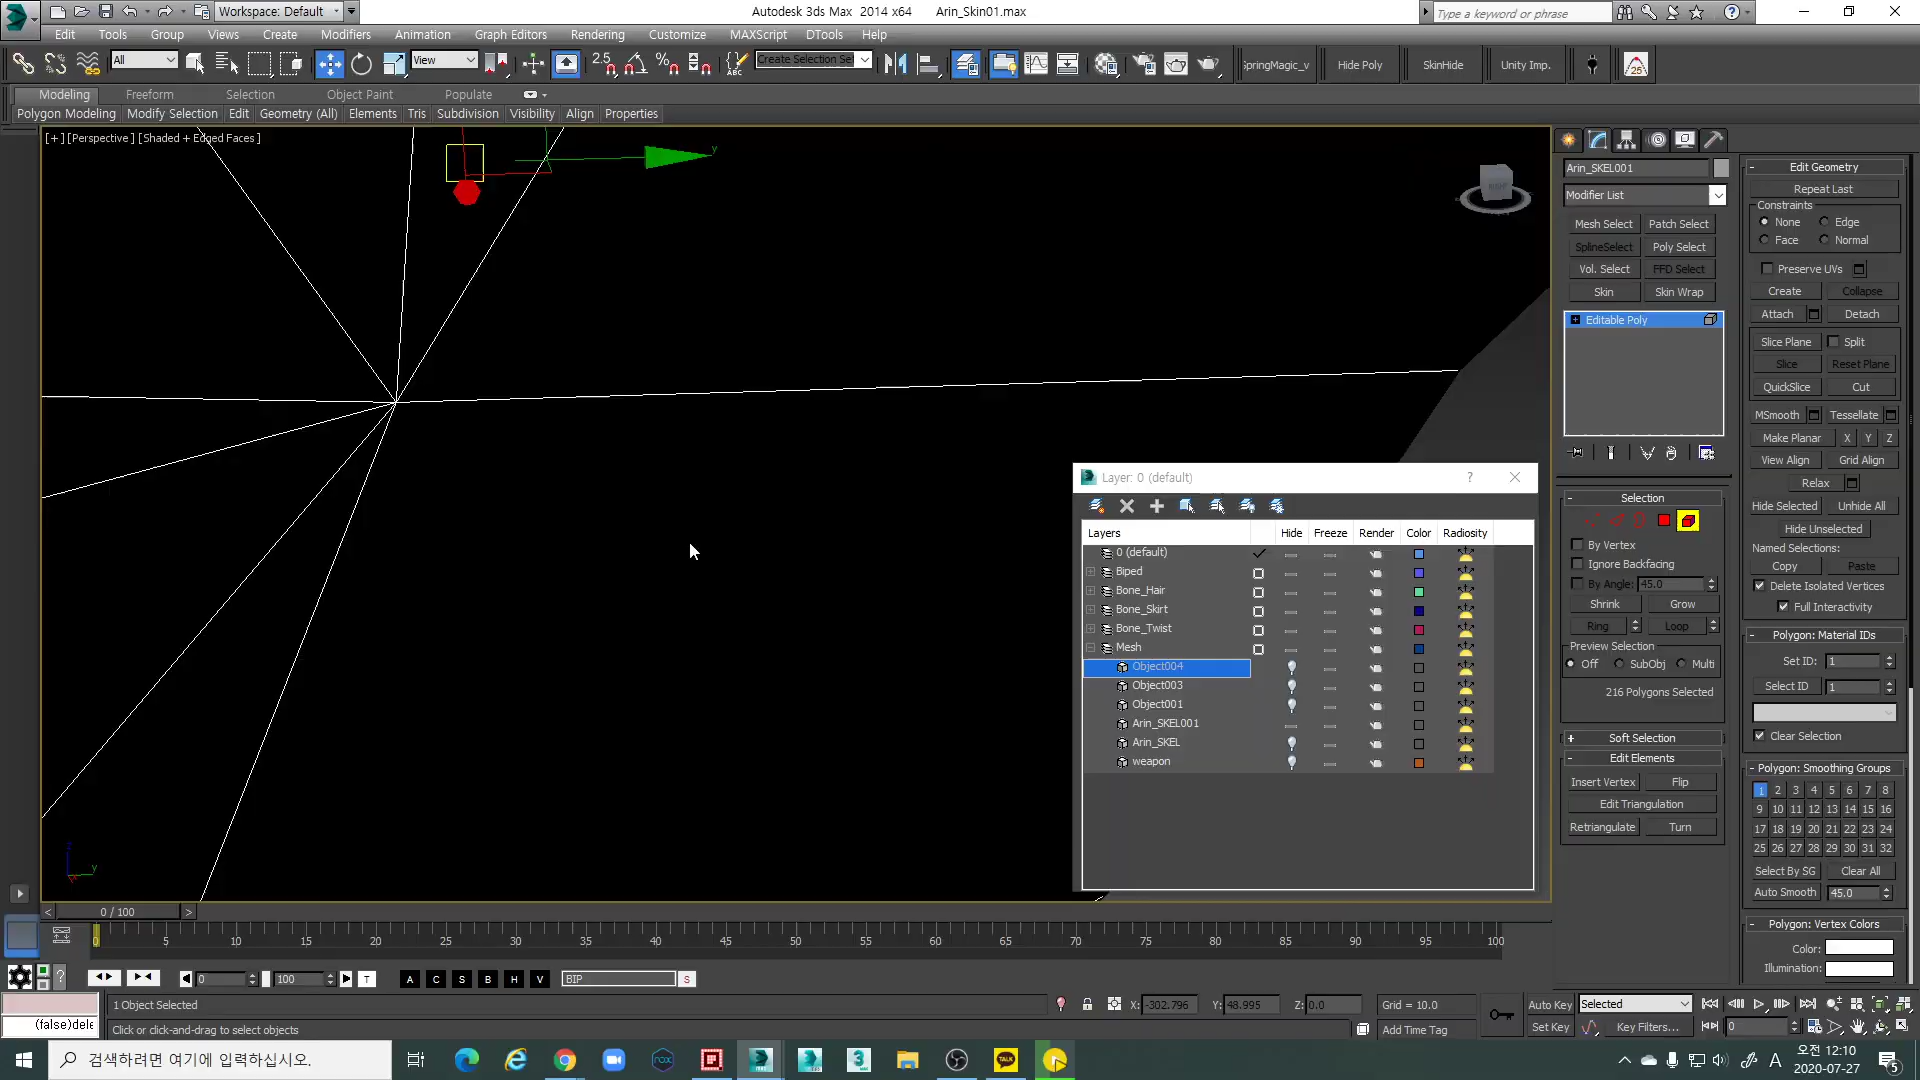 Workspace: Default
Autodesk 3ds Max 2014 x64 Arin_Skin01.max
Type a keyword or phrase
Edit Tools Group Views Create Modifiers Animation Graph Editors Rendering Customize MAXScript DTools Help
All View 2.5 Create Selection Se SpringMagic_v Hide Poly SkinHide Unity Imp. 25
Modeling Freeform Selection Object Paint Populate
Polygon Modeling Modify Selection Edit Geometry (All) Elements Tris Subdivision Visibility Align Properties
[+] [Perspective] [Shaded + Edged Faces]
y
Arin_SKEL001
Modifier List
Mesh Select Patch Select
SplineSelect Poly Select
Vol. Select FFD Select
Skin Skin Wrap
Editable Poly
Selection
By Vertex
Ignore Backfacing
By Angle: 45.0
Shrink Grow
Ring Loop
Preview Selection
Off SubObj Multi
216 Polygons Selected
Soft Selection
Edit Elements
Insert Vertex Flip
Edit Triangulation
Retriangulate Turn
Edit Geometry
Repeat Last
Constraints
None Edge
Face Normal
Preserve UVs
Create Collapse
Attach Detach
Slice Plane Split
Slice Reset Plane
QuickSlice Cut
MSmooth Tessellate
Make Planar X Y Z
View Align Grid Align
Relax
Hide Selected Unhide All
Hide Unselected
Named Selections:
Copy Paste
Delete Isolated Vertices
Full Interactivity
Polygon: Material IDs
Set ID: 1
Select ID 1
Clear Selection
Polygon: Smoothing Groups
1 2 3 4 5 6 7 8
9 10 11 12 13 14 15 16
17 18 19 20 21 22 23 24
25 26 27 28 29 30 31 32
Select By SG Clear All
Auto Smooth 45.0
Polygon: Vertex Colors
Color:
Illumination:
Layer: 0 (default) ?
Layers Hide Freeze Render Color Radiosity
0 (default)
Biped
Bone_Hair
Bone_Skirt
Bone_Twist
Mesh
Object004
Object003
Object001
Arin_SKEL001
Arin_SKEL
weapon
z y
< 0 / 100 >
0 5 10 15 20 25 30 35 40 45 50 55 60 65 70 75 80 85 90 95 100
? 0 100 T A C S B H V BIP S
1 Object Selected X: -302.796 Y: 48.995 Z: 0.0 Grid = 10.0 Auto Key Selected
(false)dele Click or click-and-drag to select objects Add Time Tag Set Key Key Filters... 0
검색하려면 여기에 입력하십시오.
TALK
A
오전 12:10
2020-07-27
5